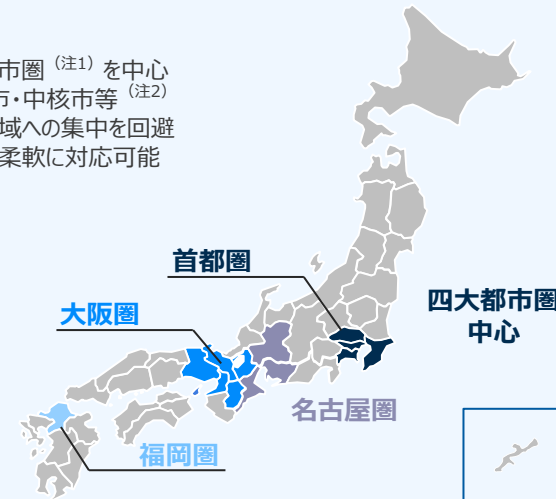 市圏（注1）を中心
市・中核市等（注2）
域への集中を回避
柔軟に対応可能
首都圏
四大都市圏
中心
大阪圏
名古屋圏
福岡圏